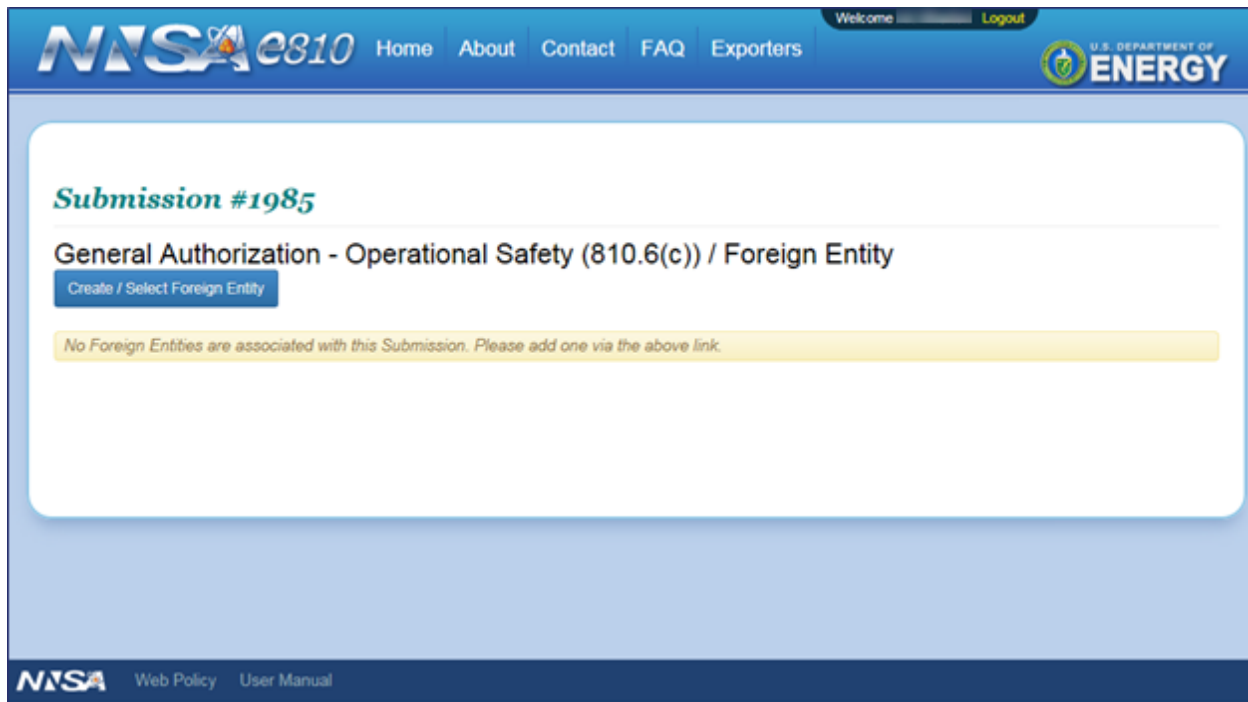 Welcome Logout
NNSA e810 Home About Contact FAQ Exporters
U.S. DEPARTMENT OF
ENERGY
Submission #1985
General Authorization - Operational Safety (810.6(c)) / Foreign Entity
Create / Select Foreign Entity
No Foreign Entities are associated with this Submission. Please add one via the above link.
NNSA Web Policy User Manual